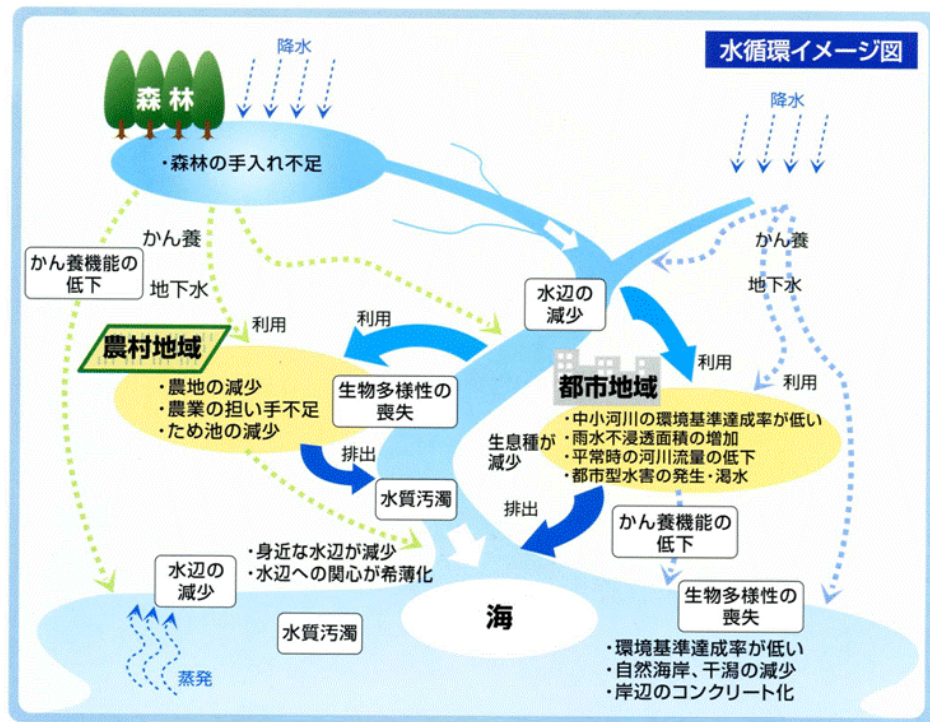 水循環イメージ図
降水
森林
・森林の手入れ不足
降水
かん養
かん養機能の
低下
地下水
かん養
地下水
水辺の
減少
利用
利用
利用
利用
農村地域
・農地の減少
・農業の担い手不足
・ため池の減少
生物多様性の
喪失
都市地域
・中小河川の環境基準達成率が低い
・雨水不浸透面積の増加
・平常時の河川流量の低下
・都市型水害の発生・渇水
生息種が
減少
排出
水質汚濁
排出
かん養機能の
低下
・身近な水辺が減少
・水辺への関心が希薄化
水辺の
減少
水質汚濁
海
生物多様性の
喪失
・環境基準達成率が低い
・自然海岸、干潟の減少
・岸辺のコンクリート化
蒸発